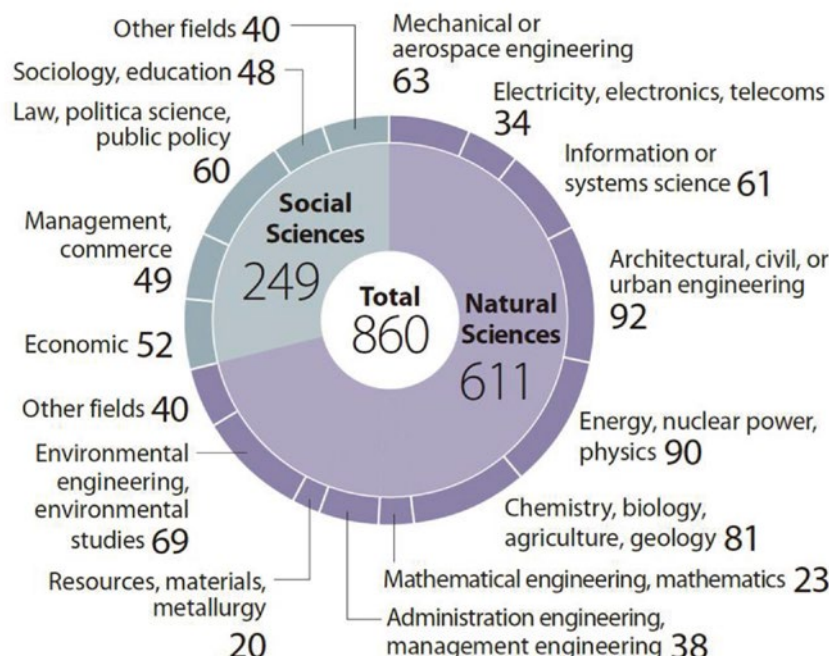 Other fields 40
Sociology, education 48
Law, politica science,
public policy
60
Management,
commerce
49
Economic 52
Other fields 40
Environmental
engineering,
environmental
studies 69
Resources, materials,
metallurgy
20
Mechanical or
aerospace engineering
63
Electricity, electronics, telecoms
34
Information or
systems science 61
Architectural, civil, or
urban engineering
92
Energy, nuclear power,
physics 90
Chemistry, biology,
agriculture, geology 81
Mathematical engineering, mathematics 23
Administration engineering,
management engineering 38
Social
Sciences
249
Total
860
Natural
Sciences
611